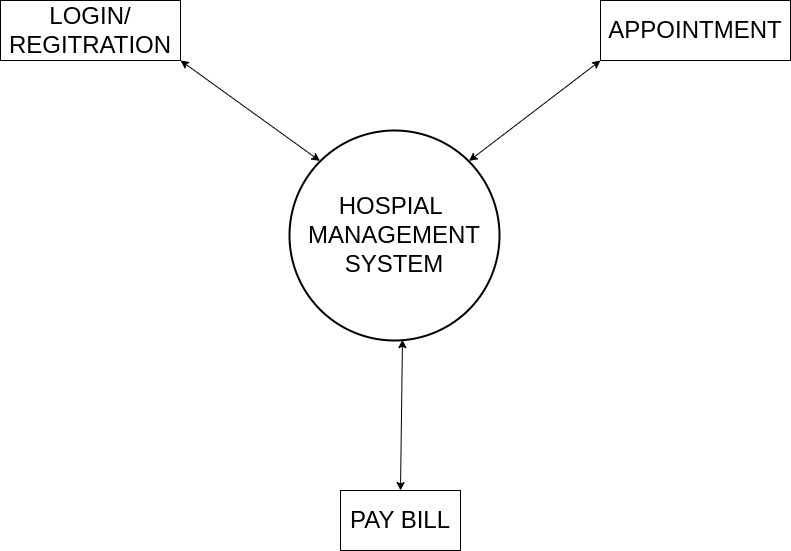 LOGIN/
REGITRATION
APPOINTMENT
HOSPIAL
MANAGEMENT
SYSTEM
PAY BILL